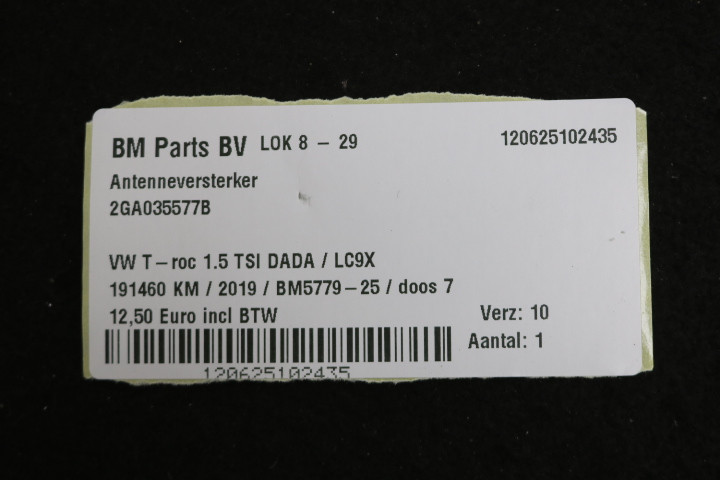 BM Parts BV LOK 8 - 29 120625102435
Antenneversterker
2GA035577B
VW T-roc 1.5 TSI DADA / LC9X
191460 KM / 2019 / BM5779-25 / doos 7
12,50 Euro incl BTW Verz: 10
Aantal: 1
120625102435